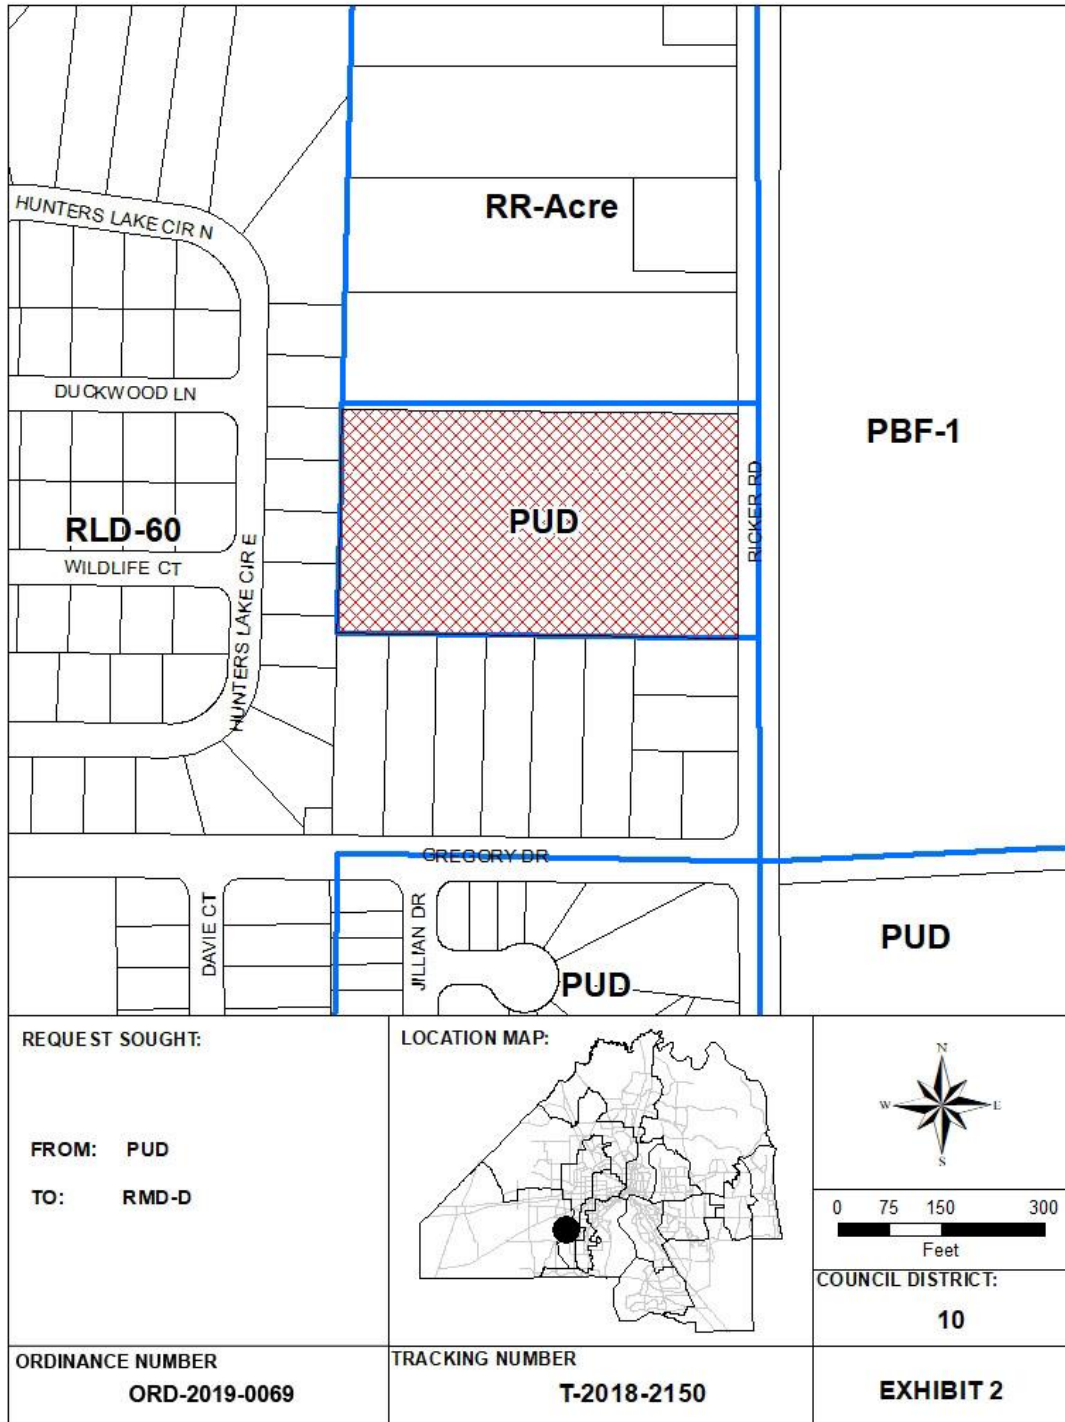 RR-Acre
HUNTERS LAKE CIR N
DUCKWOOD LN
PBF-1
RICKER RD
PUD
RLD-60
WILDLIFE CT
HUNTERS LAKE CIR E
GREGORY DR
DAVIE CT
JILLIAN DR
PUD
PUD
REQUEST SOUGHT:
FROM: PUD
TO: RMD-D
LOCATION MAP:
N
W E
S
0 75 150 300
Feet
COUNCIL DISTRICT:
10
ORDINANCE NUMBER
ORD-2019-0069
TRACKING NUMBER
T-2018-2150
EXHIBIT 2